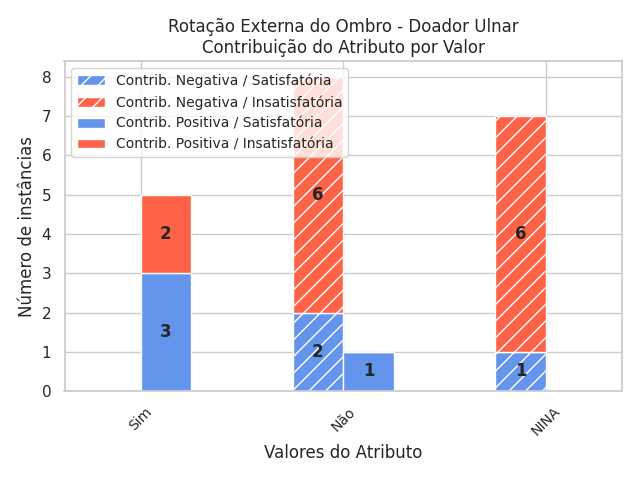 Rotação Externa do Ombro - Doador Ulnar
Contribuição do Atributo por Valor
Contrib. Negativa / Satisfatória
Contrib. Negativa / Insatisfatória
Contrib. Positiva / Satisfatória
Contrib. Positiva / Insatisfatória
Número de instâncias
8
7
6
5
4
3
2
1
0
2
3
6
2
1
6
1
Sim
Não
NINA
Valores do Atributo